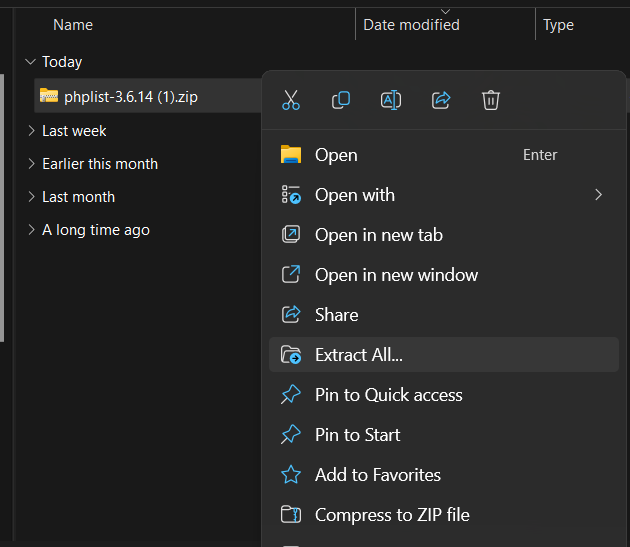 Name Date modified Type
Today
phplist-3.6.14 (1).zip
Last week
Earlier this month
Last month
A long time ago
Open Enter
Open with
Open in new tab
Open in new window
Share
Extract All...
Pin to Quick access
Pin to Start
Add to Favorites
Compress to ZIP file